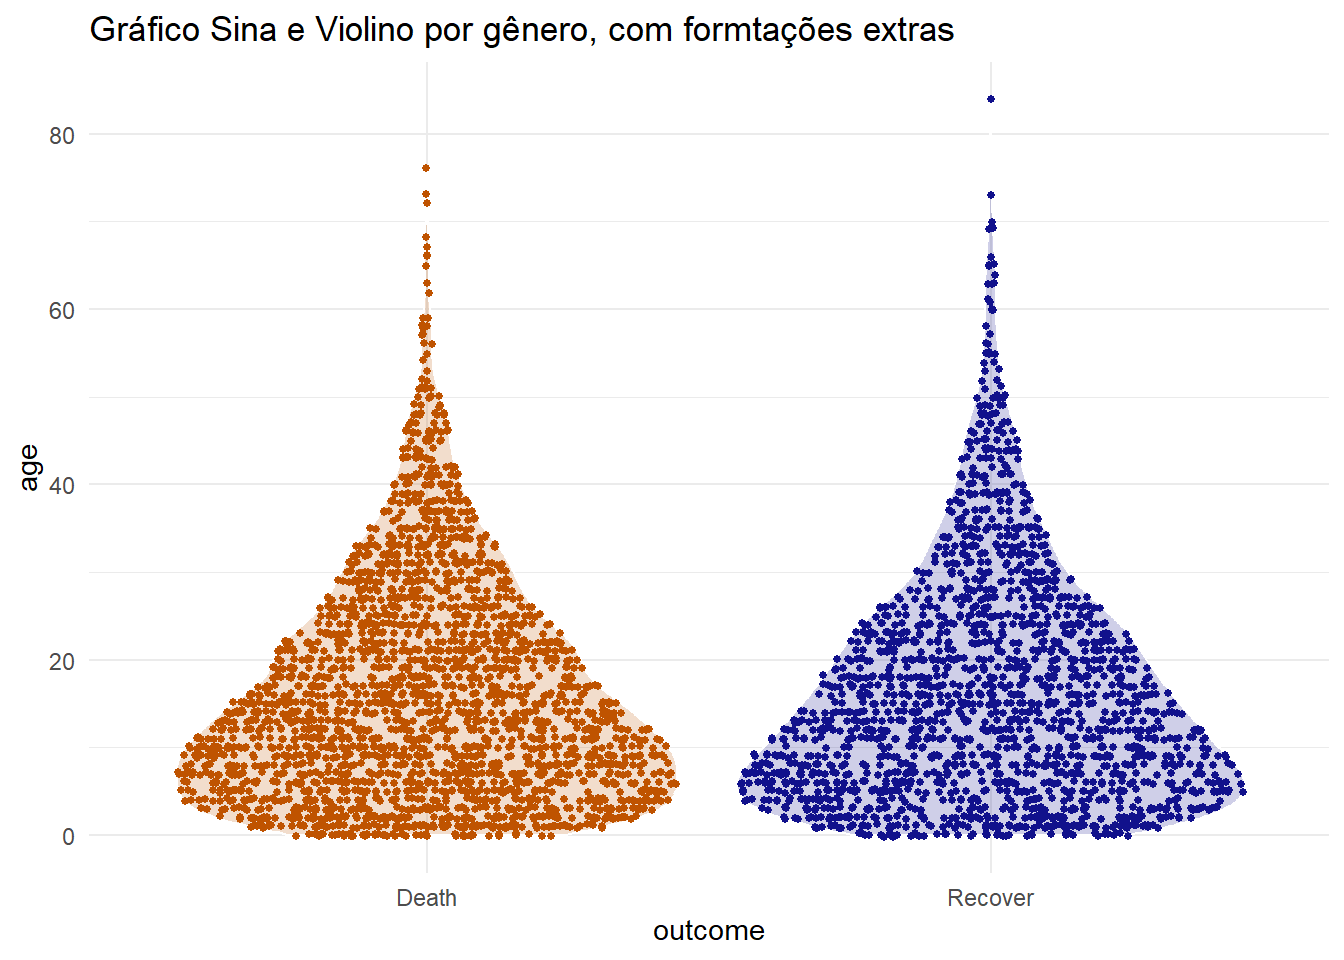 Gráfico Sina e Violino por gênero, com formtações extras
80
60
40
20
0
age
Death
Recover
outcome